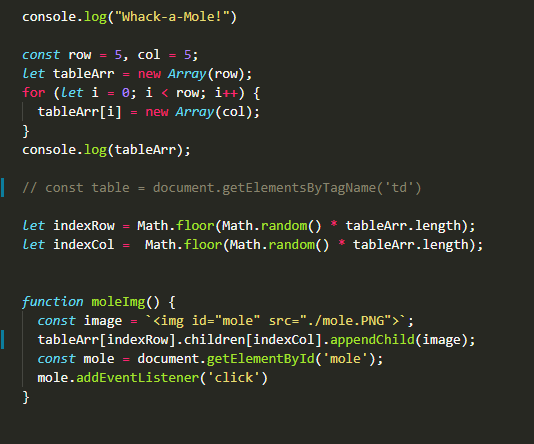 console.log("Whack-a-Mole!")
const row = 5, col = 5;
let tableArr = new Array(row);
for (let i = 0; i < row; i++) {
  tableArr[i] = new Array(col);
}
console.log(tableArr);
// const table = document.getElementsByTagName('td')
let indexRow = Math.floor(Math.random() * tableArr.length);
let indexCol =  Math.floor(Math.random() * tableArr.length);
function moleImg() {
  const image = `<img id="mole" src="./mole.PNG">`;
  tableArr[indexRow].children[indexCol].appendChild(image);
  const mole = document.getElementById('mole');
  mole.addEventListener('click')
}